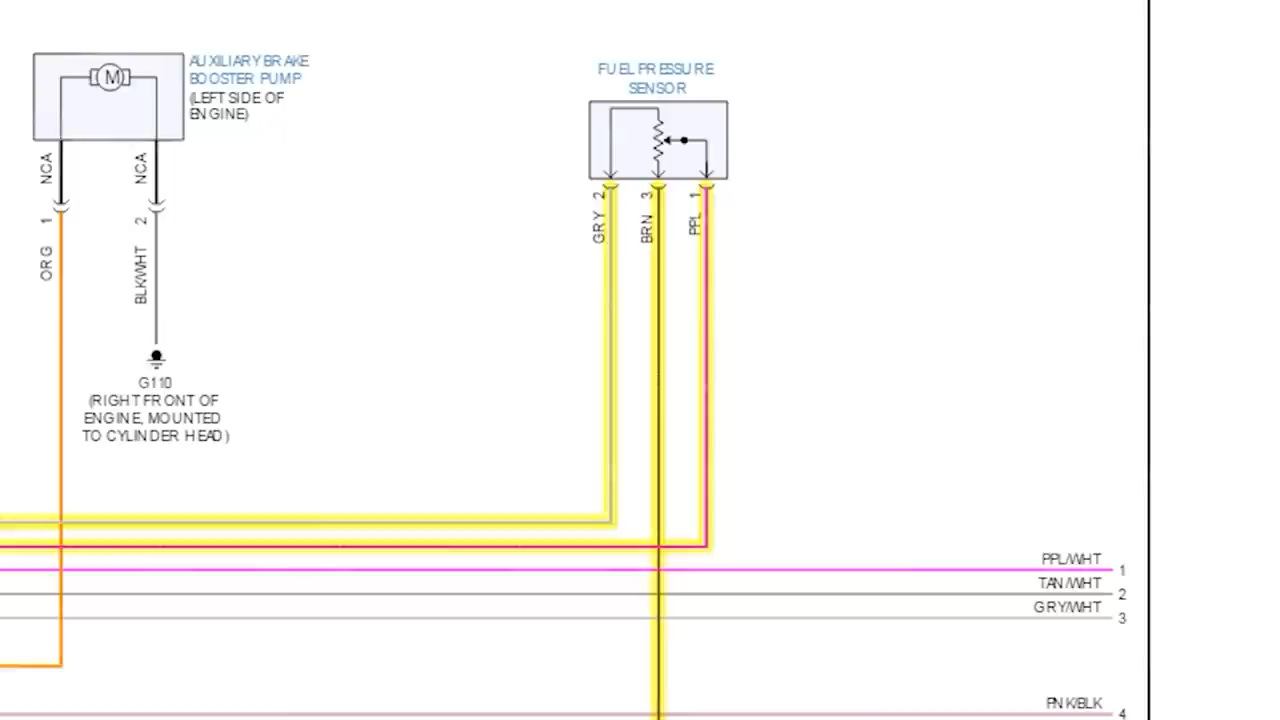 AUXILIARY BRAKE
BOOSTER PUMP
(LEFT SIDE OF
ENGINE)
M
NCA
NCA
1
2
ORG
BLK/WHT
G110
(RIGHT FRONT OF
ENGINE, MOUNTED
TO CYLINDER HEAD)
FUEL PRESSURE
SENSOR
2
3
1
GRY
BRN
PPL
PPL/WHT 1
TAN/WHT 2
GRY/WHT 3
PNK/BLK 4